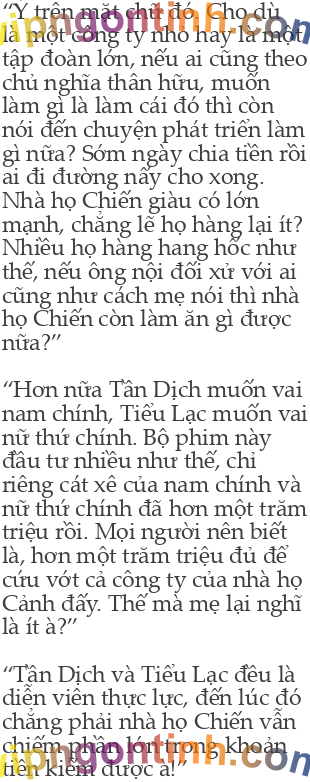 “Ý trên mặt chữ đó. Cho dù
là một công ty nhỏ hay là một
tập đoàn lớn, nếu ai cũng theo
chủ nghĩa thân hữu, muốn
làm gì là làm cái đó thì còn
nói đến chuyện phát triển làm
gì nữa? Sớm ngày chia tiền rồi
ai đi đường nấy cho xong.
Nhà họ Chiến giàu có lớn
mạnh, chẳng lẽ họ hàng lại ít?
Nhiều họ hàng hang hốc như
thế, nếu ông nội đối xử với ai
cũng như cách mẹ nói thì nhà
họ Chiến còn làm ăn gì được
nữa?”
“Hơn nữa Tần Dịch muốn vai
nam chính, Tiểu Lạc muốn vai
nữ thứ chính. Bộ phim này
đầu tư nhiều như thế, chỉ
riêng cát xê của nam chính và
nữ thứ chính đã hơn một trăm
triệu rồi. Mọi người nên biết
là, hơn một trăm triệu đủ để
cứu vớt cả công ty của nhà họ
Cảnh đấy. Thế mà mẹ lại nghĩ
là ít à?”
“Tần Dịch và Tiểu Lạc đều là
diễn viên thực lực, đến lúc đó
chẳng phải nhà họ Chiến vẫn
chiếm phần lớn trong khoản
tiền kiếm được à!”
vipngontinh.com
vipngontinh.com